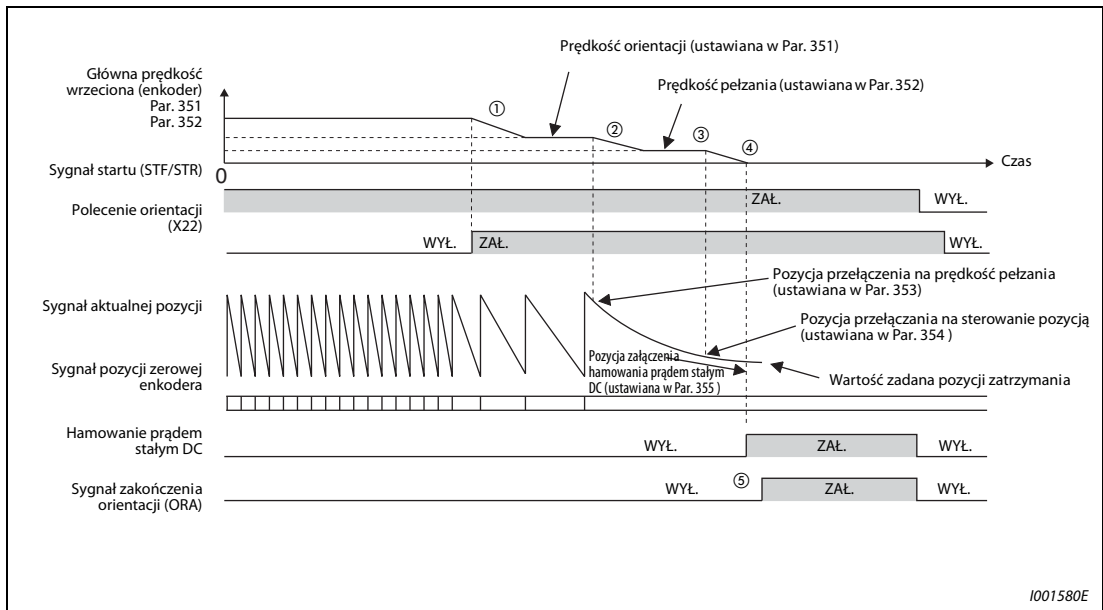 Prędkość orientacji (ustawiana w Par. 351)
Główna prędkość
wrzeciona (enkoder)
Par. 351
Par. 352
Prędkość pełzania (ustawiana w Par. 352)
①
②
③
④
Sygnał startu (STF/STR)
0
Czas
Polecenie orientacji
(X22)
ZAŁ.
WYŁ.
WYŁ.
ZAŁ.
WYŁ.
Pozycja przełączenia na prędkość pełzania
(ustawiana w Par. 353)
Sygnał aktualnej pozycji
Pozycja przełączania na sterowanie pozycją
(ustawiana w Par. 354 )
Sygnał pozycji zerowej
enkodera
Pozycja załączenia
hamowania prądem stałym
DC (ustawiana w Par. 355 )
Wartość zadana pozycji zatrzymania
Hamowanie prądem
stałym DC
WYŁ.
ZAŁ.
WYŁ.
Sygnał zakończenia
orientacji (ORA)
WYŁ.
⑤
ZAŁ.
WYŁ.
I001580E